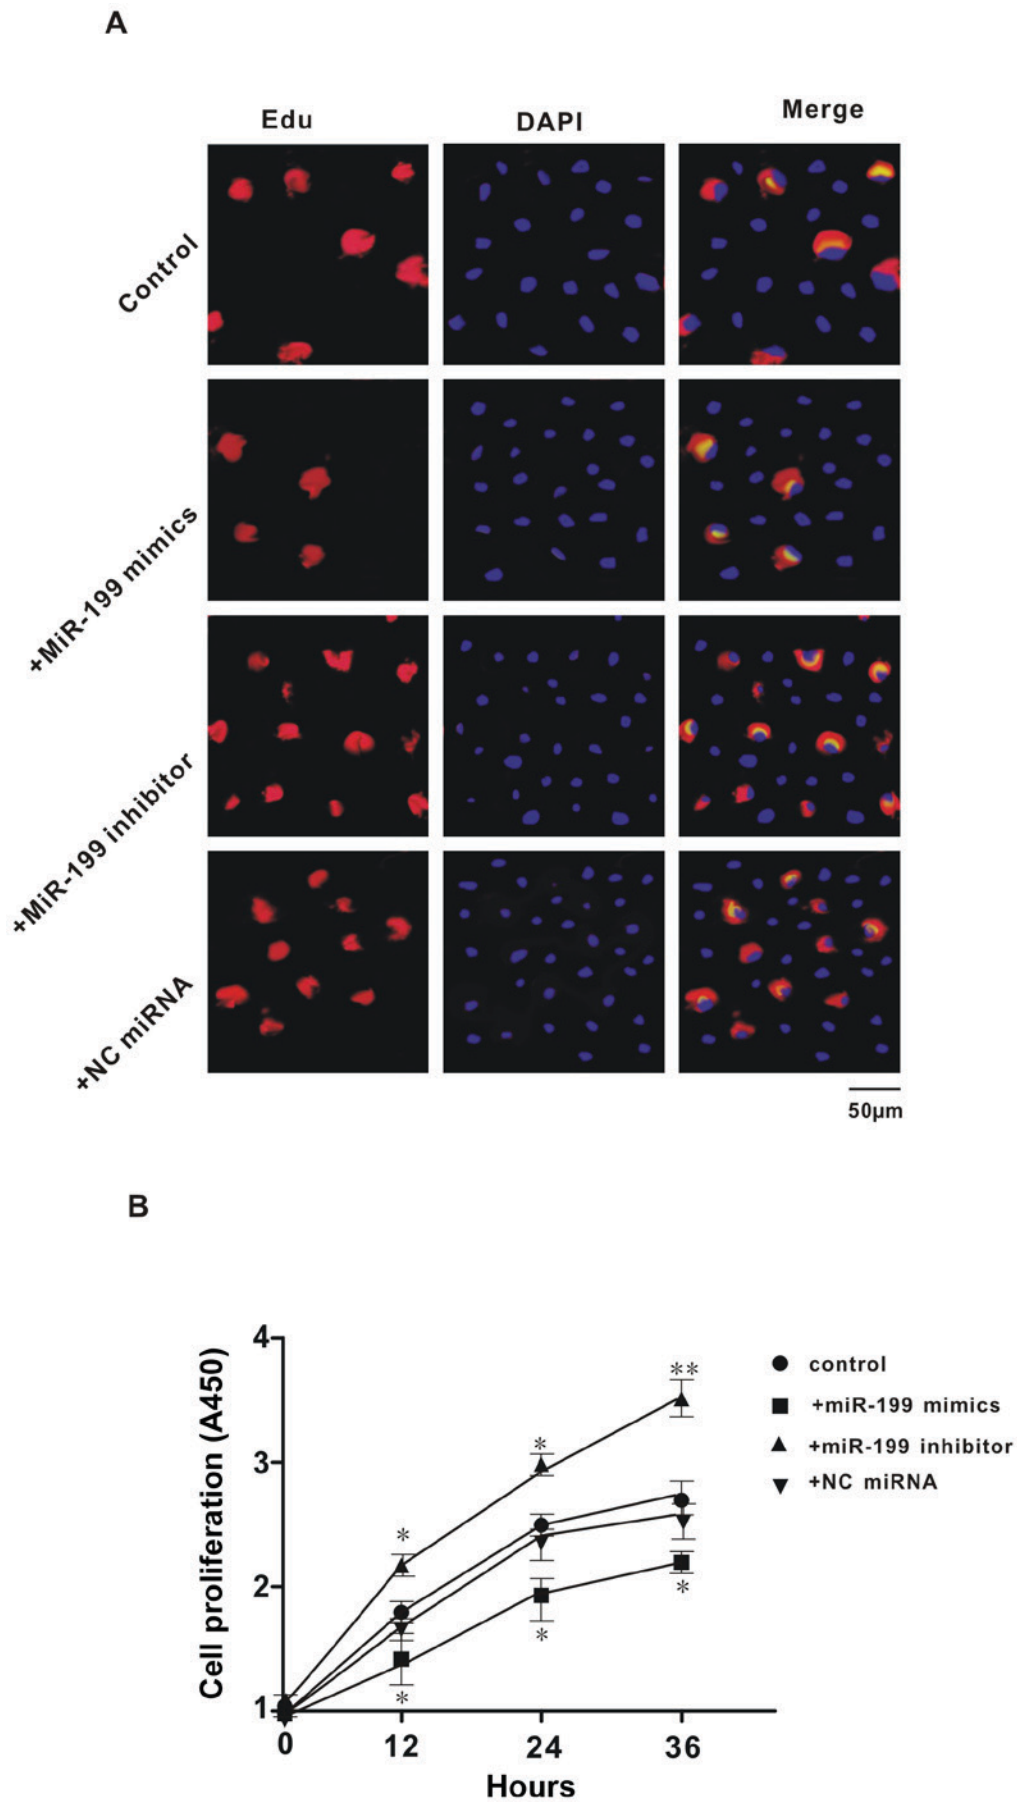 A
Edu DAPI Merge
Control
+MiR-199 mimics
+MiR-199 inhibitor
+NC miRNA
50μm
B
Cell proliferation (A450)
4
3
2
1
** 
* *
* * *
0 12 24 36
Hours
control
+miR-199 mimics
+miR-199 inhibitor
+NC miRNA